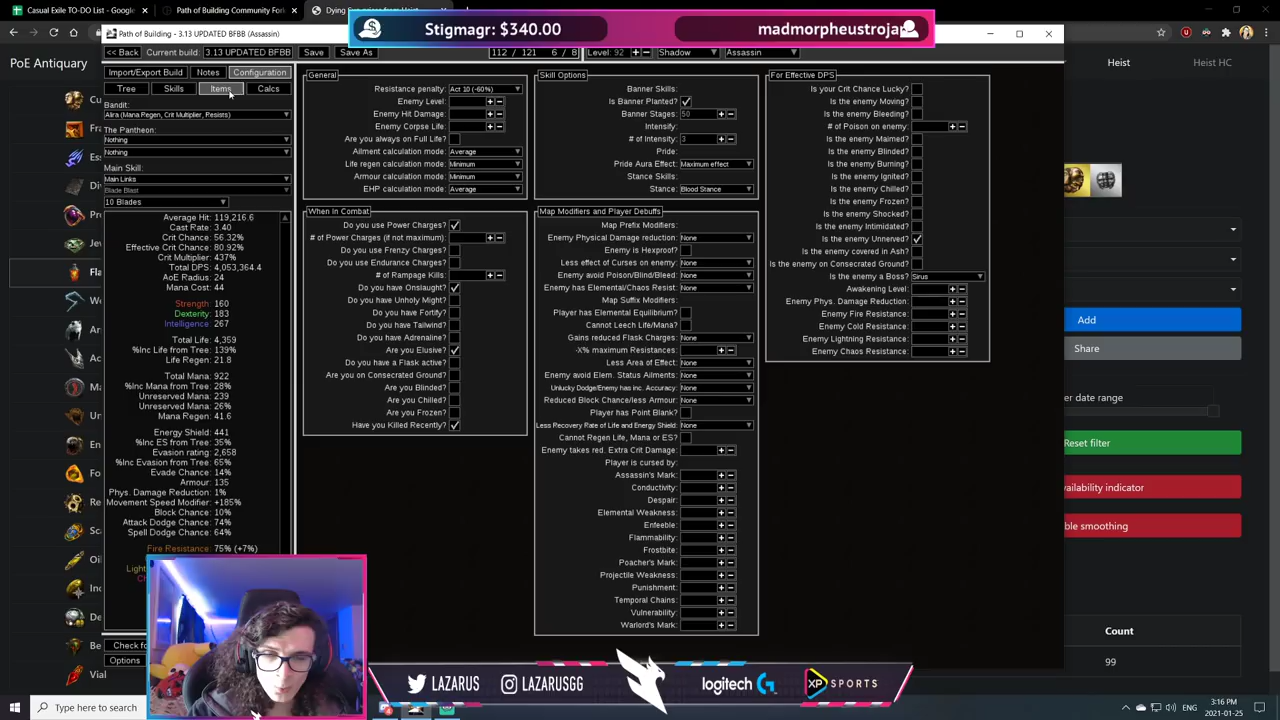 Casual Exile TO-DO List
Path of Building Community For
Path of Building - 3.13 UPDATED BFBB (Assassin)
Stigmagr: $340.00
madmorpheustroja
<< Back
Current build:
3.13 UPDATED BFBB
Save
Save As
112 / 121 6 / 8
Level: 92
Shadow
Assassin
PoE Antiquary
Heist
Heist HC
Import/Export Build
Notes
Configuration
Tree
Skills
Items
Calcs
Bandit:
Alira (Mana Regen, Crit Multiplier, Resists)
The Pantheon:
Nothing
Nothing
Main Skill:
Main Links
Blade Blast
10 Blades
Average Hit: 119,216.6
Cast Rate: 3.40
Crit Chance: 56.32%
Effective Crit Chance: 80.92%
Crit Multiplier: 437%
Total DPS: 4,053,364.4
AoE Radius: 24
Mana Cost: 44
Strength: 160
Dexterity: 183
Intelligence: 267
Total Life: 4,359
%Inc Life from Tree: 139%
Life Regen: 21.8
Total Mana: 922
%Inc Mana from Tree: 28%
Unreserved Mana: 239
Unreserved Mana: 26%
Mana Regen: 41.6
Energy Shield: 441
%Inc ES from Tree: 35%
Evasion rating: 2,658
%Inc Evasion from Tree: 65%
Evade Chance: 14%
Armour: 135
Phys. Damage Reduction: 1%
Movement Speed Modifier: +185%
Block Chance: 10%
Attack Dodge Chance: 74%
Spell Dodge Chance: 64%
Fire Resistance: 75% (+7%)
Check fo
Options
General
Resistance penalty: Act 10 (-60%)
Enemy Level:
Enemy Hit Damage:
Enemy Corpse Life:
Are you always on Full Life?
Ailment calculation mode: Average
Life regen calculation mode: Minimum
Armour calculation mode: Minimum
EHP calculation mode: Average
When In Combat
Do you use Power Charges?
# of Power Charges (if not maximum):
Do you use Frenzy Charges?
Do you use Endurance Charges?
# of Rampage Kills:
Do you have Onslaught?
Do you have Unholy Might?
Do you have Fortify?
Do you have Tailwind?
Do you have Adrenaline?
Are you Elusive?
Do you have a Flask active?
Are you on Consecrated Ground?
Are you Blinded?
Are you Chilled?
Are you Frozen?
Have you Killed Recently?
Skill Options
Banner Skills:
Is Banner Planted?
Banner Stages: 50
Intensify:
# of Intensity: 3
Pride:
Pride Aura Effect: Maximum effect
Stance Skills:
Stance: Blood Stance
Map Modifiers and Player Debuffs
Map Prefix Modifiers:
Enemy Physical Damage reduction: None
Enemy is Hexproof?
Less effect of Curses on enemy: None
Enemy avoid Poison/Blind/Bleed: None
Enemy has Elemental/Chaos Resist: None
Map Suffix Modifiers:
Player has Elemental Equilibrium?
Cannot Leech Life/Mana?
Gains reduced Flask Charges: None
-X% maximum Resistances:
Less Area of Effect: None
Enemy avoid Elem. Status Ailments: None
Unlucky Dodge/Enemy has inc. Accuracy: None
Reduced Block Chance/less Armour: None
Player has Point Blank?
Less Recovery Rate of Life and Energy Shield: None
Cannot Regen Life, Mana or ES?
Enemy takes red. Extra Crit Damage:
Player is cursed by:
Assassin's Mark:
Conductivity:
Despair:
Elemental Weakness:
Enfeeble:
Flammability:
Frostbite:
Poacher's Mark:
Projectile Weakness:
Punishment:
Temporal Chains:
Vulnerability:
Warlord's Mark:
For Effective DPS
Is your Crit Chance Lucky?
Is the enemy Moving?
Is the enemy Bleeding?
# of Poison on enemy:
Is the enemy Maimed?
Is the enemy Blinded?
Is the enemy Burning?
Is the enemy Ignited?
Is the enemy Chilled?
Is the enemy Frozen?
Is the enemy Shocked?
Is the enemy Intimidated?
Is the enemy Unnerved?
Is the enemy covered in Ash?
Is the enemy on Consecrated Ground?
Is the enemy a Boss? Sirus
Awakening Level:
Enemy Phys. Damage Reduction:
Enemy Fire Resistance:
Enemy Cold Resistance:
Enemy Lightning Resistance:
Enemy Chaos Resistance:
Add
Share
er date range
Reset filter
vailability indicator
ble smoothing
Count
99
LAZARUS
LAZARUSGG
logitech G
XP SPORTS
Type here to search
ENG
3:16 PM
2021-01-25